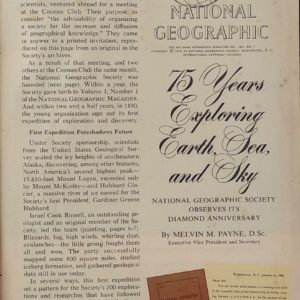 scientists, ventured abroad for a meeting
at the Cosmos Club. Their purpose: to
consider "the advisability of organizing
a society for the increase and diffusion
of geographical knowledge." They came
in answer to a printed invitation, repro-
duced on this page from an original in the
Society's archives.
As a result of that meeting, and two
others at the Cosmos Club the same month,
the National Geographic Society was
founded (next page). Within a year, the
Society gave birth to Volume I, Number 1
of the NATIONAL GEOGRAPHIC MAGAZINE.
And within two and a half years, in 1890,
the young organization sent out its first
expedition of exploration and discovery.
First Expedition Foreshadows Future
Under Society sponsorship, scientists
from the United States Geological Sur-
vey scaled the icy heights of southeastern
Alaska, discovering, among other features,
North America's second highest peak—
19,850-foot Mount Logan, exceeded only
by Mount McKinley—and Hubbard Gla-
cier, a massive river of ice named for the
Society's first President, Gardiner Greene
Hubbard.
Israel Cook Russell, an outstanding ge-
ologist and an original member of the So-
ciety, led the team (painting, pages 6-7).
Blizzards, fog, high winds, whirling dust,
avalanches—the little group fought them
all and won. The party successfully
mapped some 600 square miles, studied
iceberg formation, and gathered geological
data still in use today.
In several ways, this first expedition
set a pattern for the Society's 200 explora-
tions and researches that have followed
NATIONAL
GEOGRAPHIC
75 Years
Exploring
Earth, Sea,
and Sky
NATIONAL GEOGRAPHIC SOCIETY
OBSERVES ITS
DIAMOND ANNIVERSARY
By MELVIN M. PAYNE, D.Sc.
Executive Vice President and Secretary